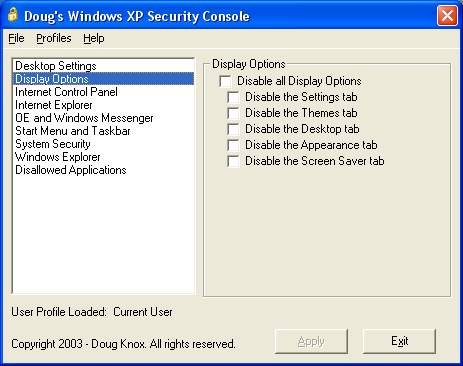 Doug's Windows XP Security Console
File Profiles Help
Desktop Settings
Display Options
Internet Control Panel
Internet Explorer
OE and Windows Messenger
Start Menu and Taskbar
System Security
Windows Explorer
Disallowed Applications
Display Options
Disable all Display Options
Disable the Settings tab
Disable the Themes tab
Disable the Desktop tab
Disable the Appearance tab
Disable the Screen Saver tab
User Profile Loaded: Current User
Copyright 2003 - Doug Knox. All rights reserved.
Apply
Exit